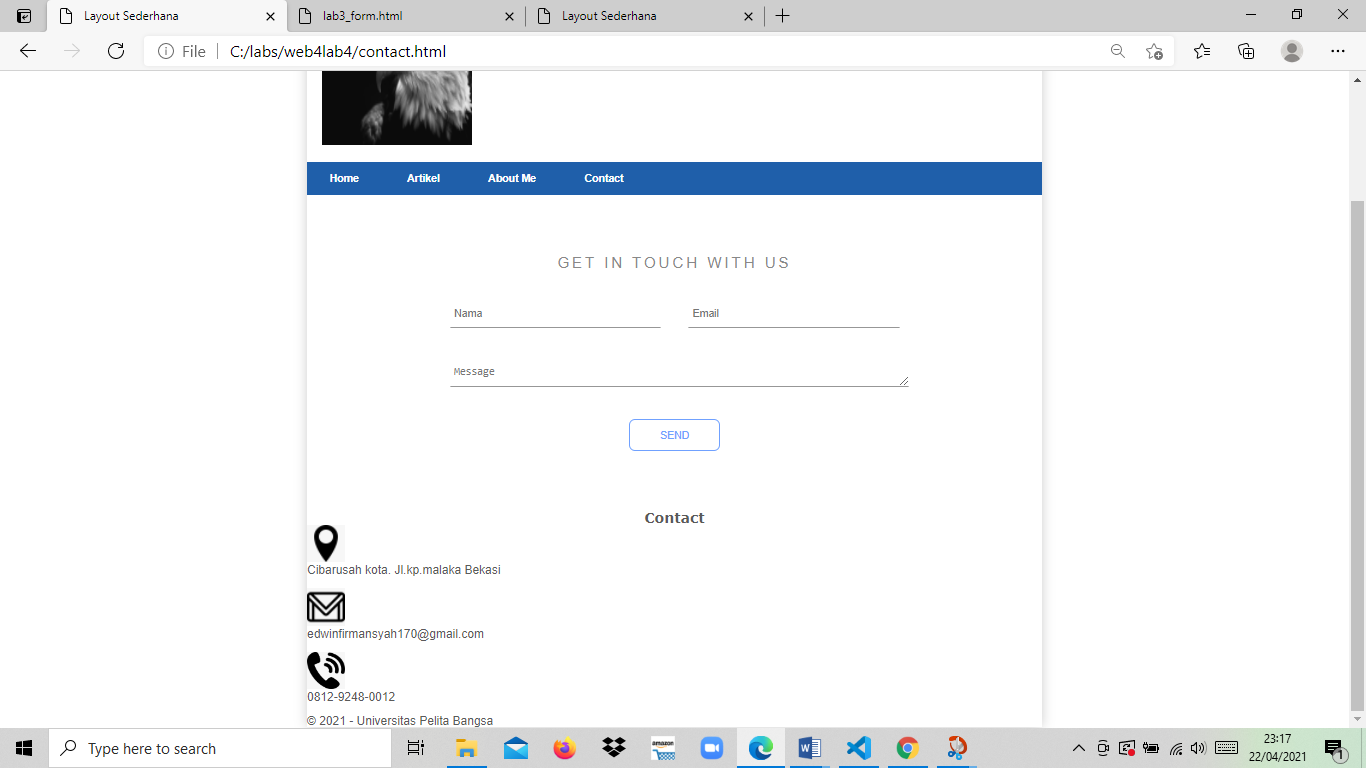 Layout Sederhana
lab3_form.html
Layout Sederhana
File
C:/labs/web4lab4/contact.html
Home Artikel About Me Contact
GET IN TOUCH WITH US
Nama Email
Message
SEND
Contact
Cibarusah kota. Jl.kp.malaka Bekasi
edwinfirmansyah170@gmail.com
0812-9248-0012
© 2021 - Universitas Pelita Bangsa
Type here to search
amazon
23:17
22/04/2021
1